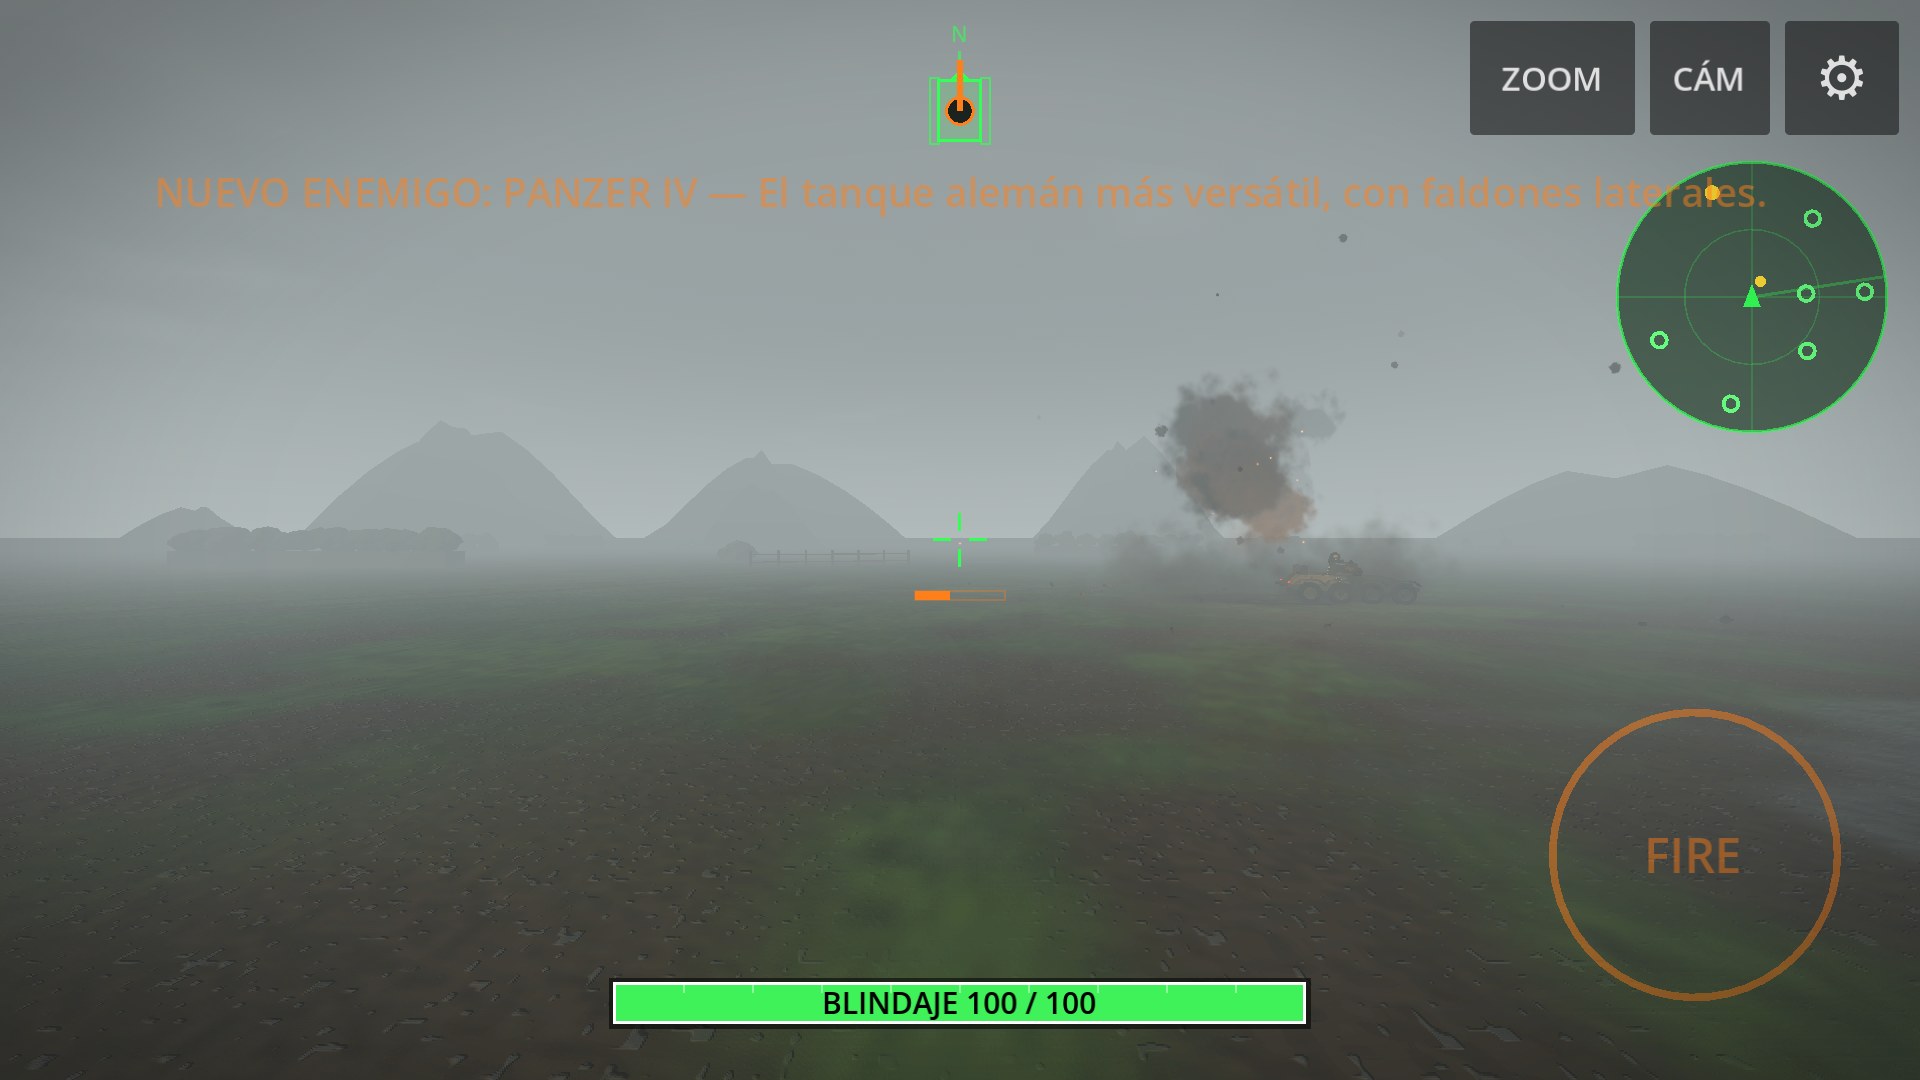 N
ZOOM
CÁM
NUEVO ENEMIGO: PANZER IV — El tanque alemán más versátil, con faldones laterales.
FIRE
BLINDAJE 100 / 100